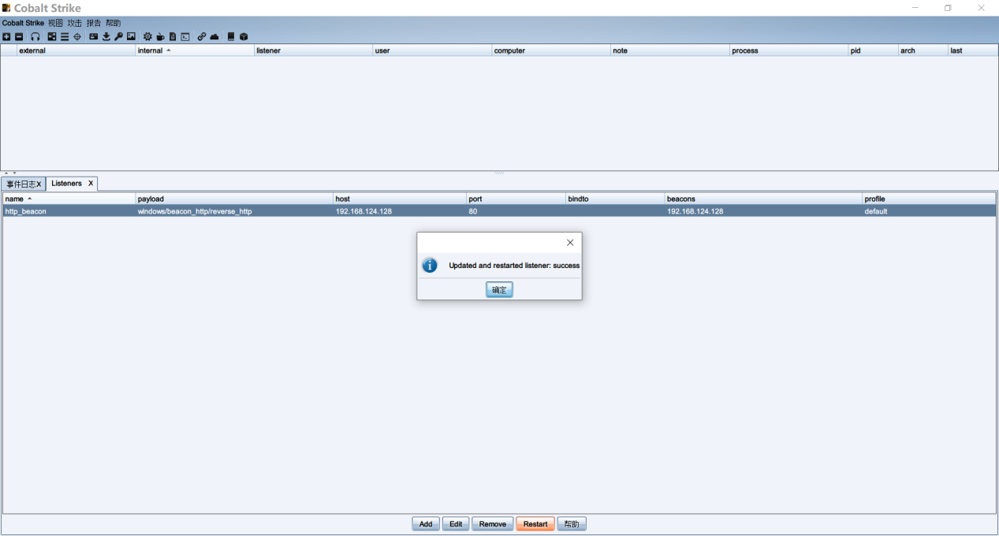 Cobalt Strike
Cobalt Strike 视图 攻击 报告 帮助
external internal listener user computer note process pid arch last
事件日志X Listeners X
name payload host port bindto beacons profile
http_beacon windows/beacon_http/reverse_http 192.168.124.128 80 192.168.124.128 default
Updated and restarted listener: success
确定
Add Edit Remove Restart 帮助